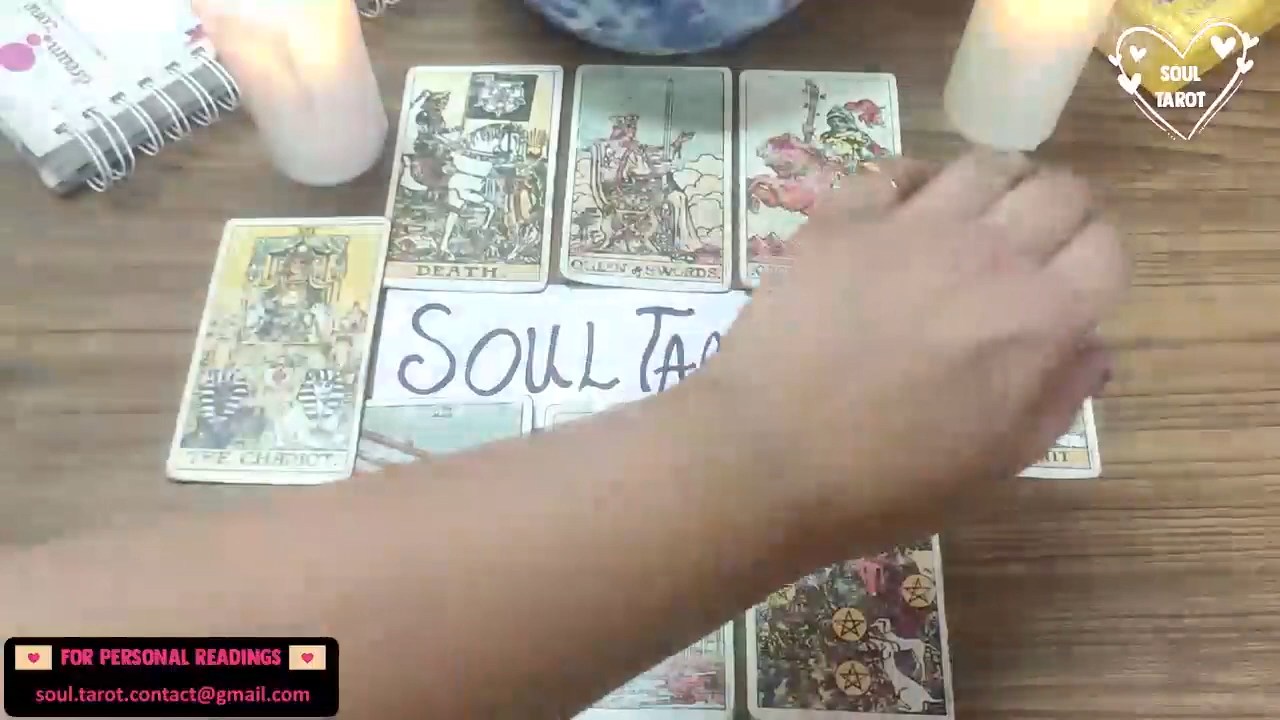 SOUL
TAROT
DEATH.
QUEEN of SWORDS.
SOUL TA
THE CHARIOT.
FOR PERSONAL READINGS
soul.tarot.contact@gmail.com